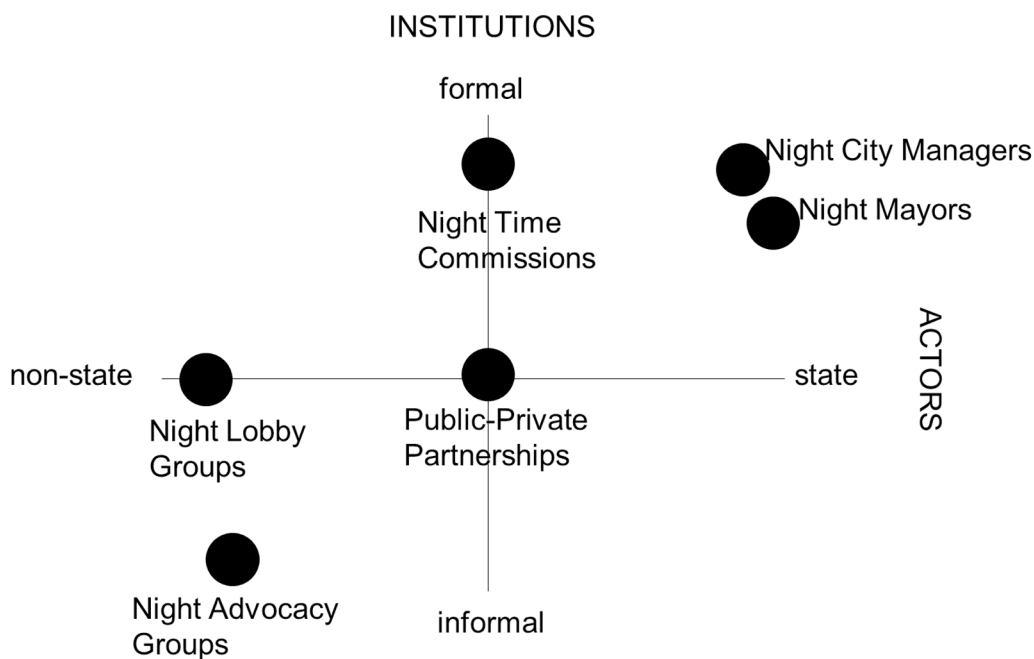 INSTITUTIONS
formal
Night City Managers
Night Mayors
Night Time
Commissions
ACTORS
non-state
state
Night Lobby
Groups
Public-Private
Partnerships
Night Advocacy
Groups
informal